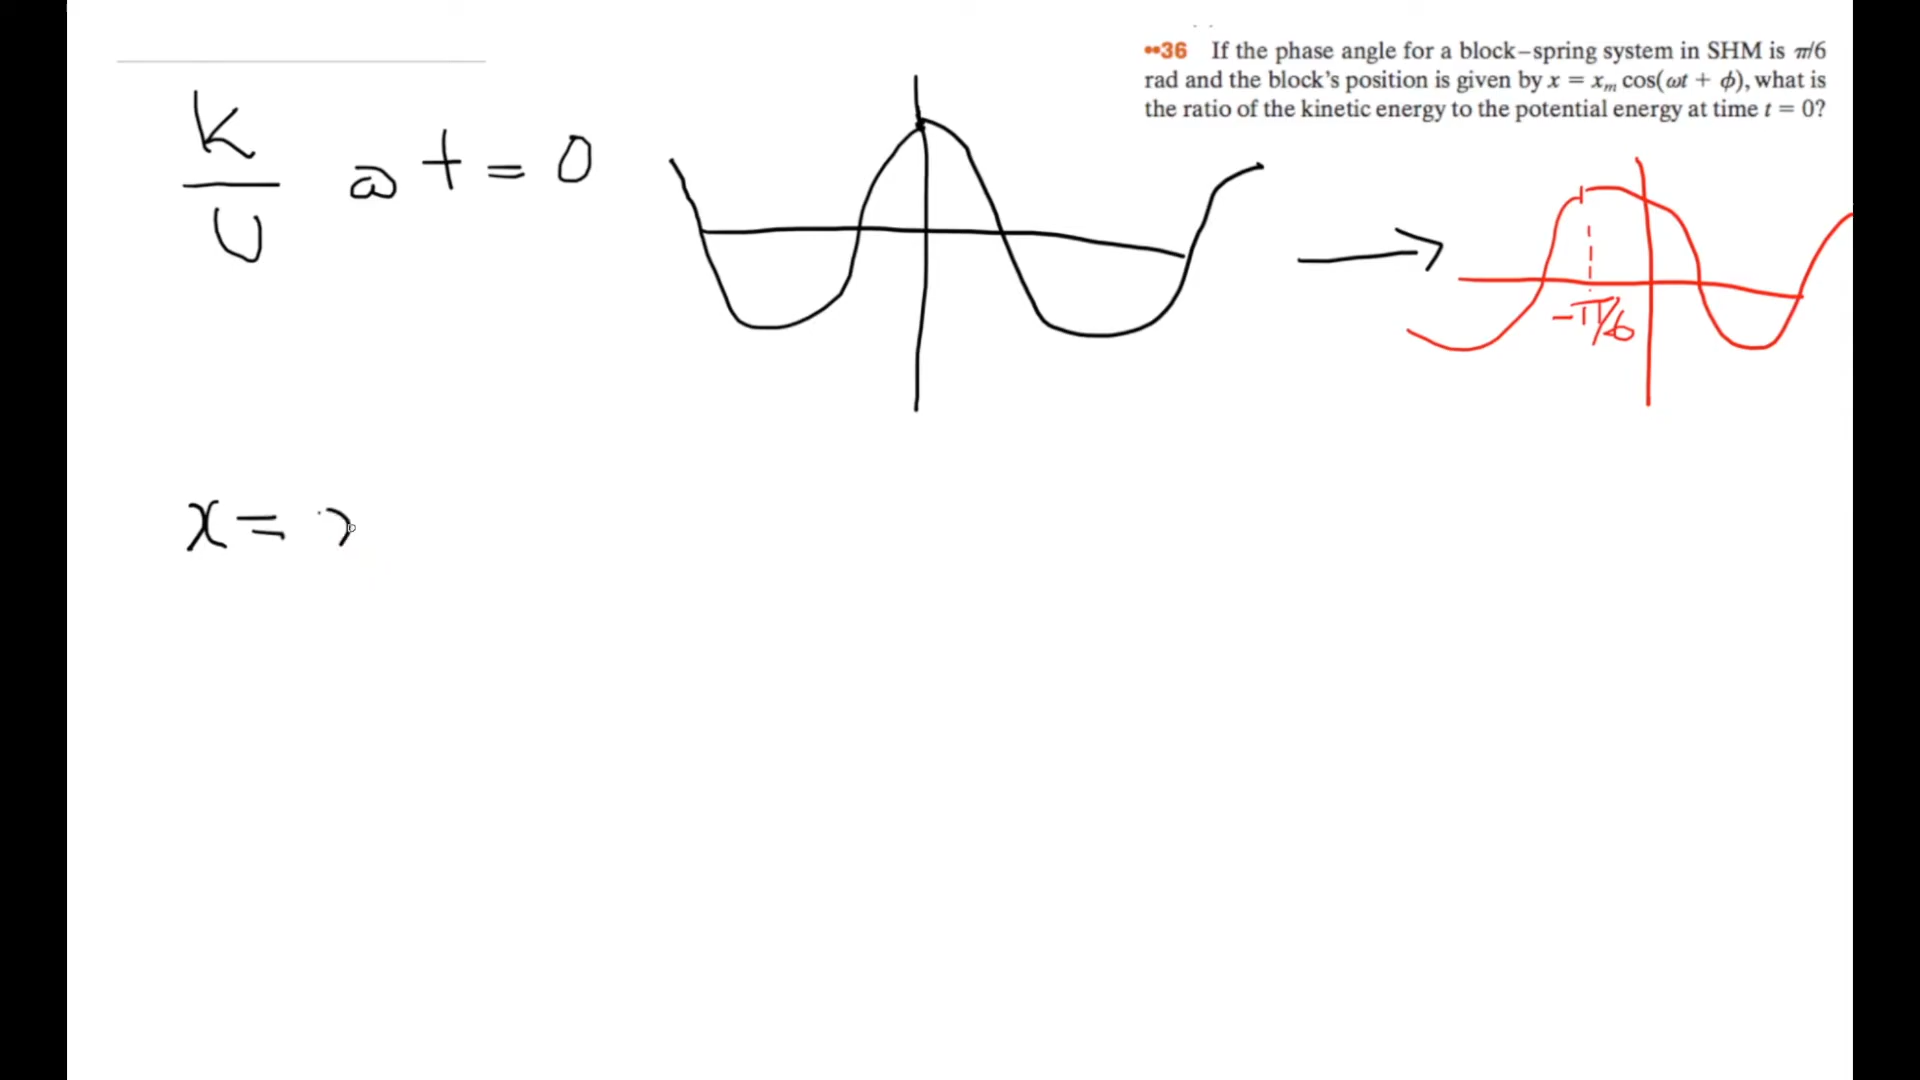 ••36 If the phase angle for a block–spring system in SHM is π/6
rad and the block's position is given by x = xₘ cos(ωt + ϕ), what is
the ratio of the kinetic energy to the potential energy at time t = 0?
K
U
@ t = 0
-π/6
x =